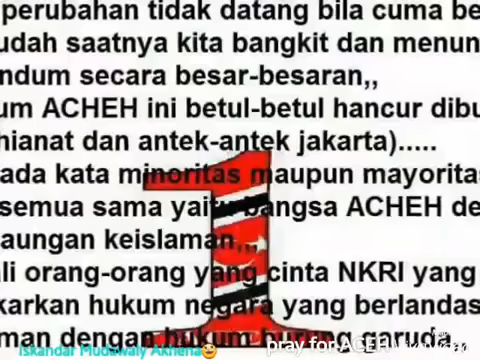 perubahan tidak datang bila cuma be
udah saatnya kita bangkit dan menun
ndum secara besar-besaran,,
um ACHEH ini betul-betul hancur dibu
hianat dan antek-antek jakarta).....
ada kata minoritas maupun mayoritas
semua sama yaitu bangsa ACHEH de
aungan keislaman,,,
ali orang-orang yang cinta NKRI yang
karkan hukum negara yang berlandas
man dengan hukum burung garuda
Iskandar Mudawaly Akhena
pray for ACEH